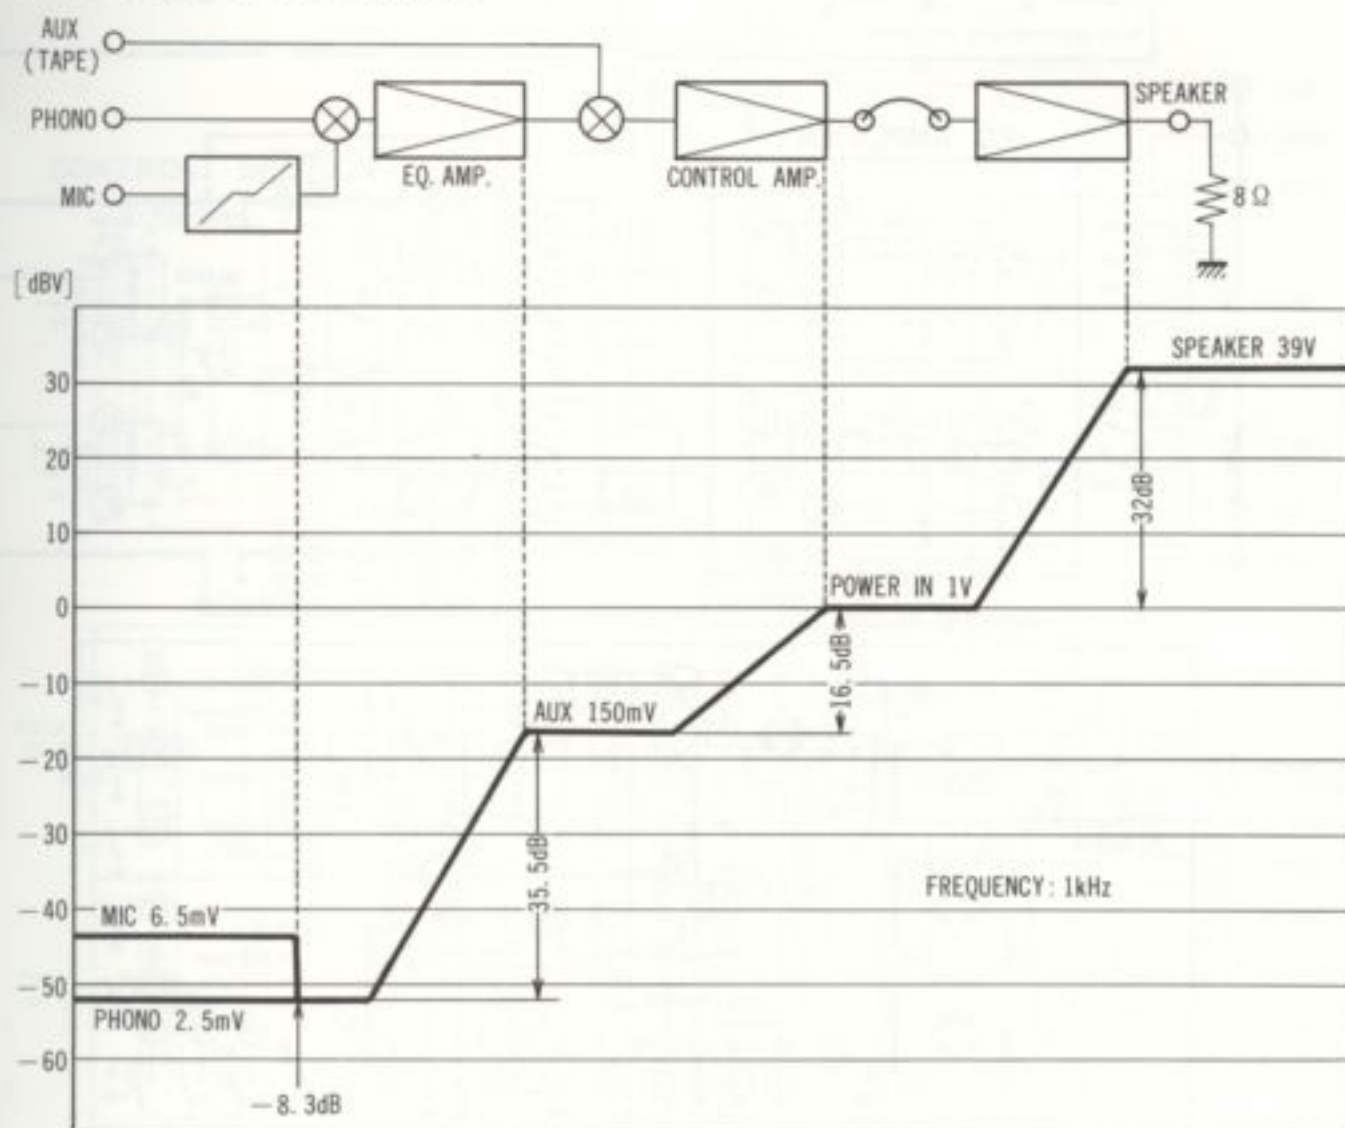 AUX
(TAPE)
PHONO
MIC
EQ. AMP.
CONTROL AMP.
SPEAKER
8Ω
[dBV]
30
20
10
0
−10
−20
−30
−40
−50
−60
SPEAKER 39V
32dB
POWER IN 1V
16.5dB
AUX 150mV
35.5dB
FREQUENCY: 1kHz
MIC 6.5mV
PHONO 2.5mV
−8.3dB